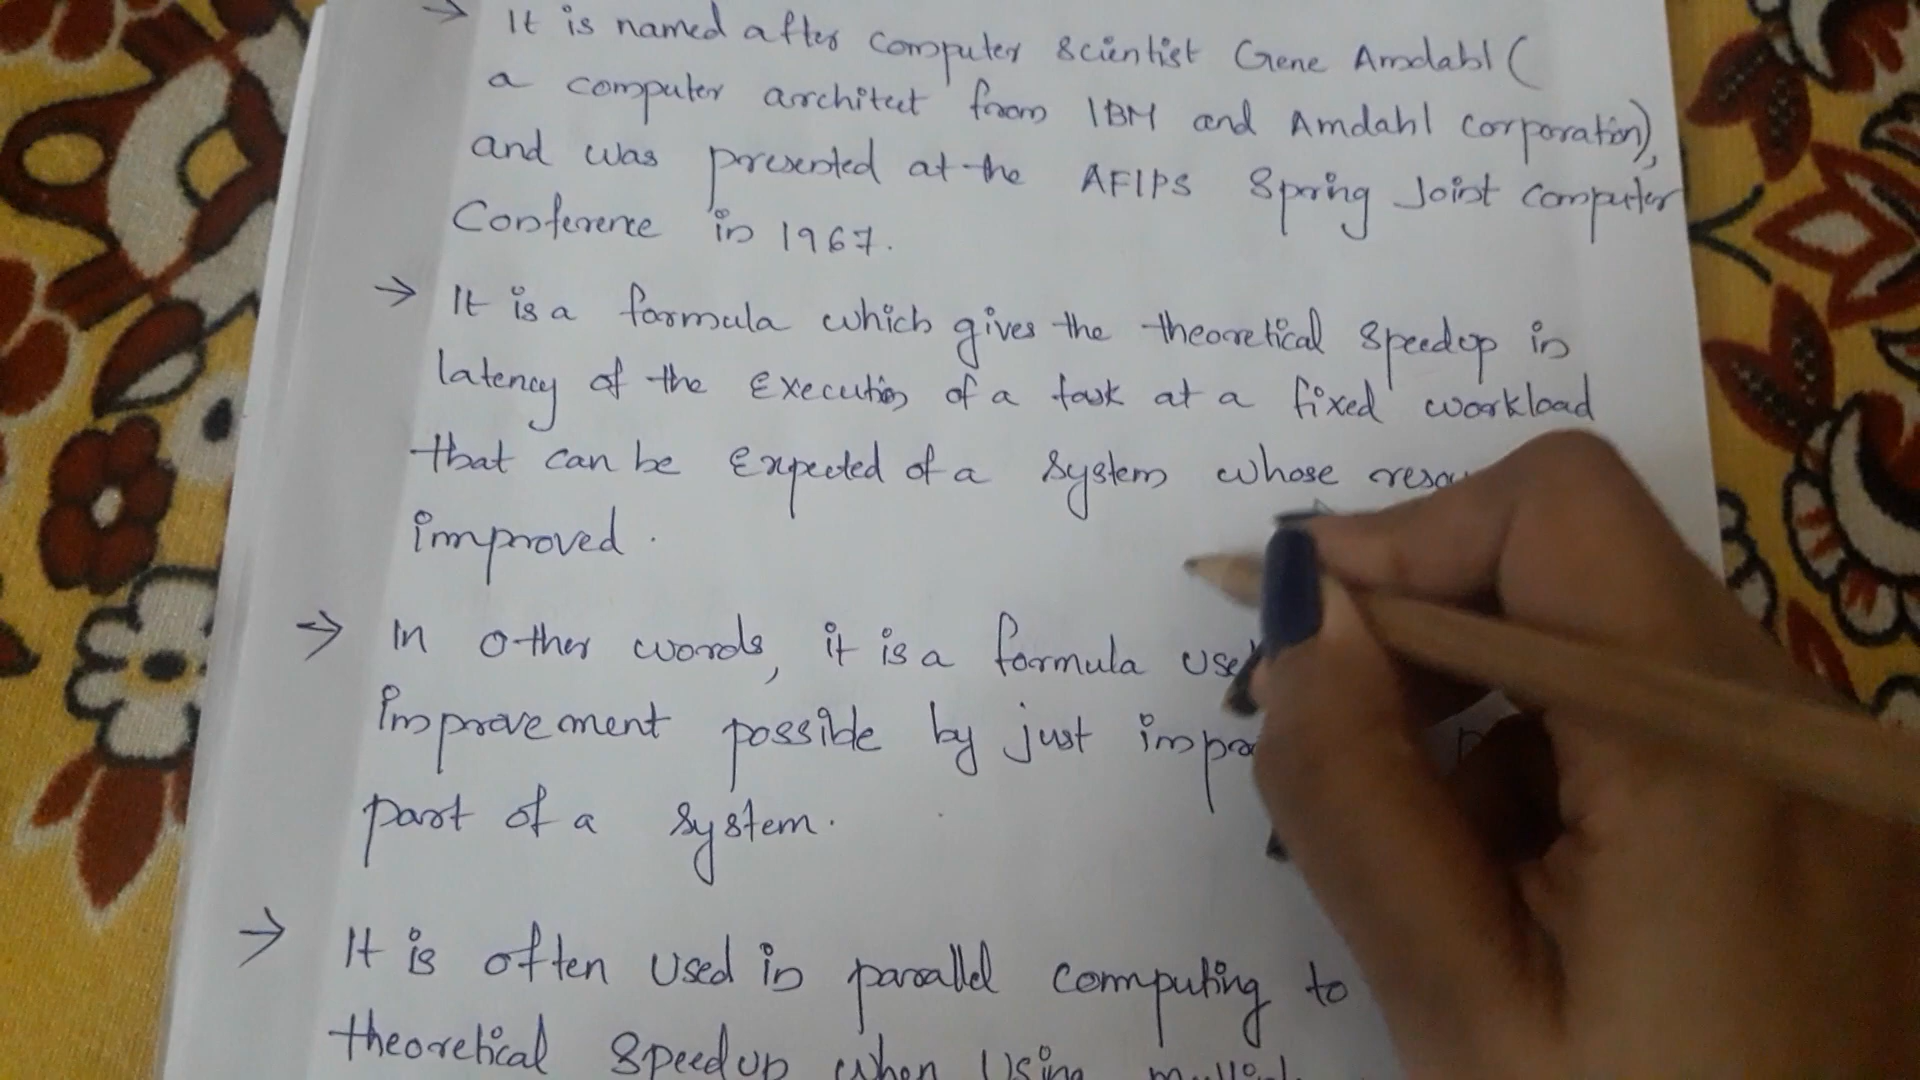 → It is named after computer scientist Gene Amdahl (
a computer architect from IBM and Amdahl corporation),
and was presented at the AFIPS Spring Joint Computer
Conference in 1967.
→ It is a formula which gives the theoretical speedup in
latency of the execution of a task at a fixed workload
that can be expected of a system whose
improved.
→ In other words, it is a formula
improvement possible by just
part of a system.
→ It is often used in parallel computing to
theoretical speedup when using